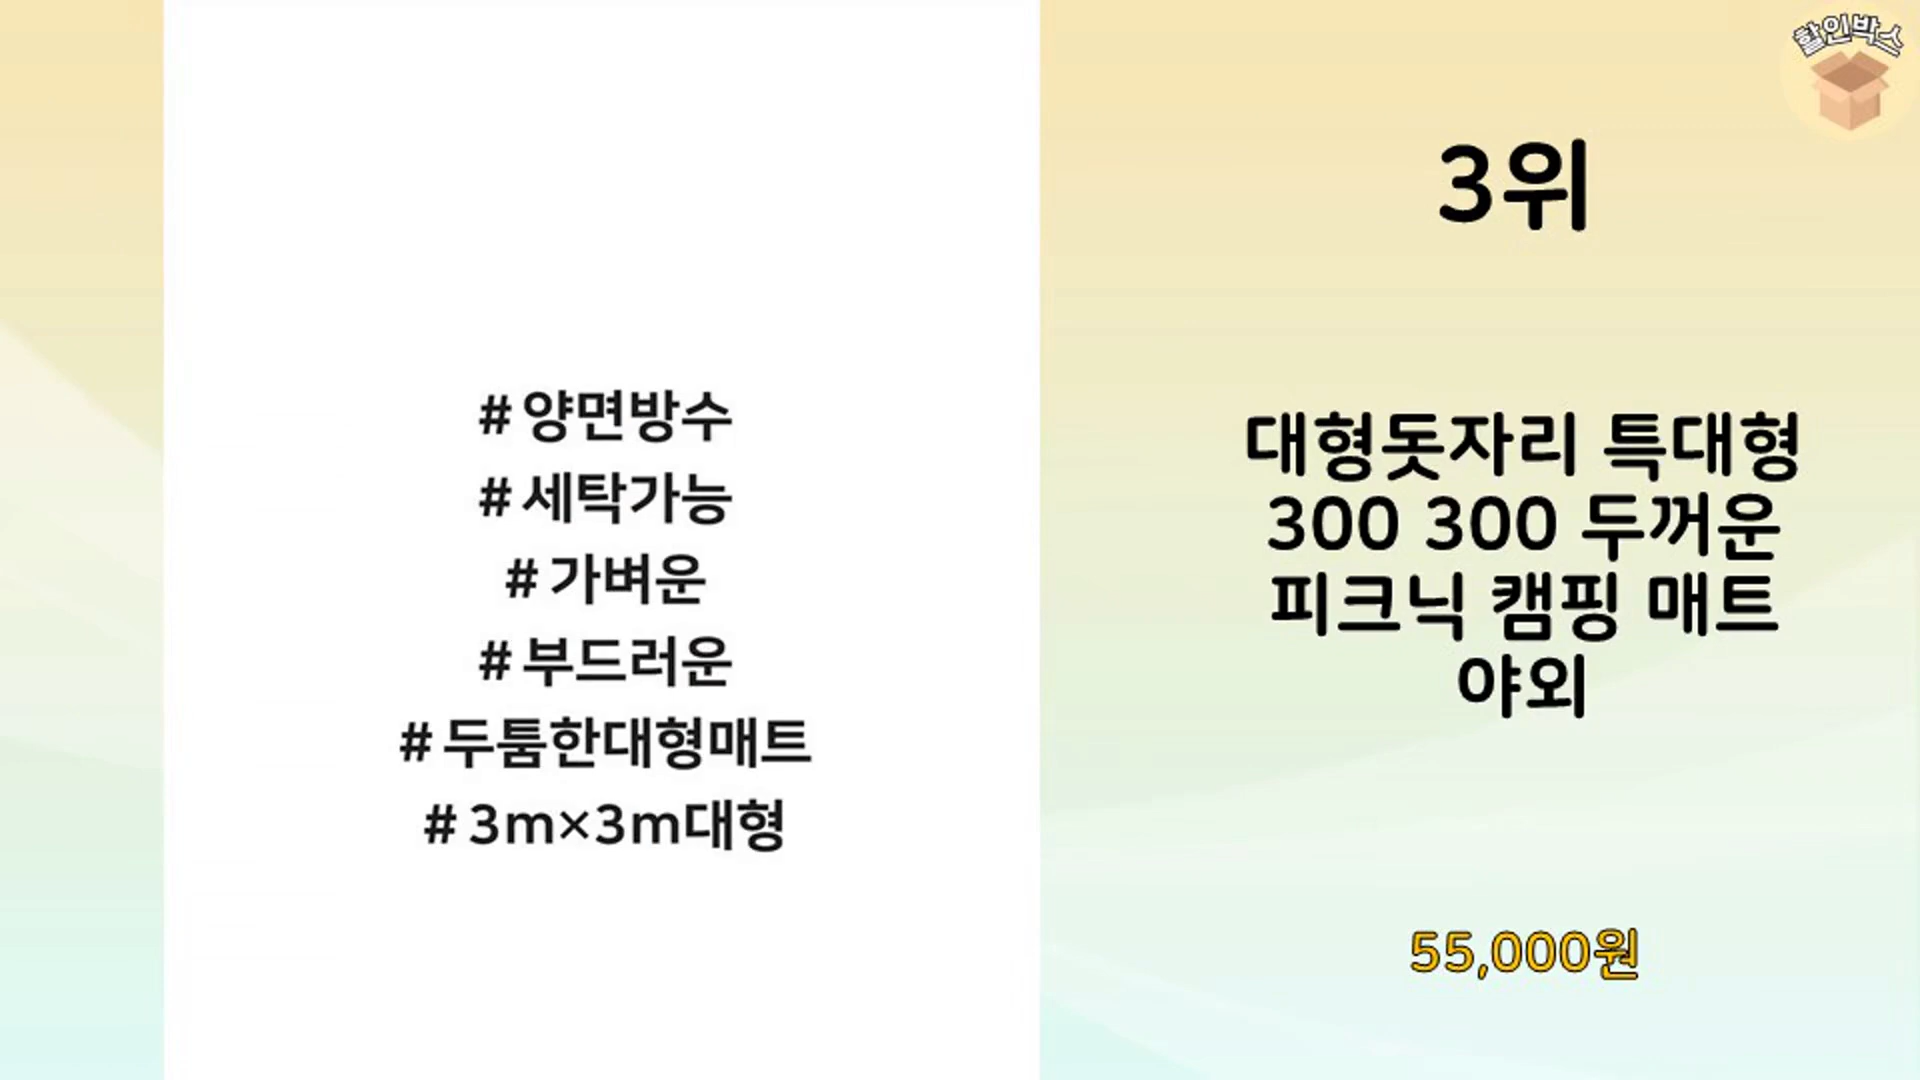 할인박스
3위
# 양면방수
# 세탁가능
# 가벼운
# 부드러운
# 두툼한대형매트
# 3m×3m대형
대형돗자리 특대형
300 300 두꺼운
피크닉 캠핑 매트
야외
55,000원